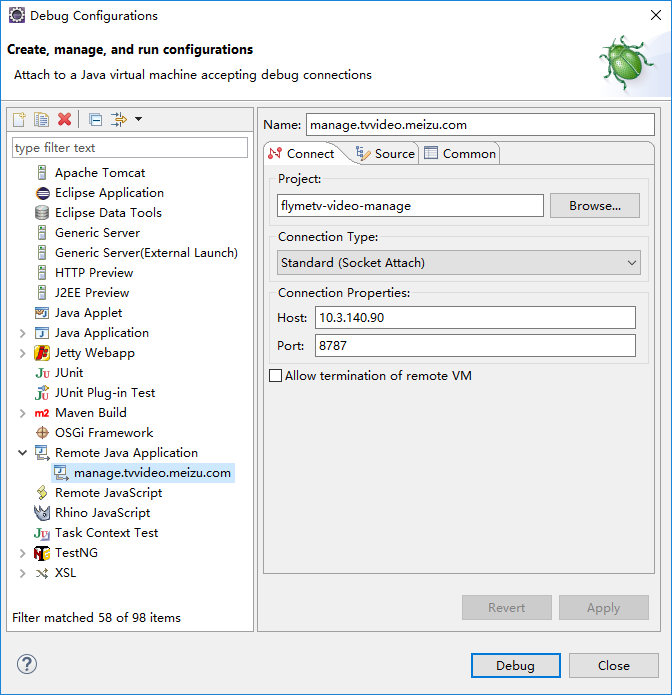 Debug Configurations
Create, manage, and run configurations
Attach to a Java virtual machine accepting debug connections
type filter text
Apache Tomcat
Eclipse Application
Eclipse Data Tools
Generic Server
Generic Server(External Launch)
HTTP Preview
J2EE Preview
Java Applet
Java Application
Jetty Webapp
JU JUnit
JU JUnit Plug-in Test
m2 Maven Build
OSGi Framework
Remote Java Application
manage.tvvideo.meizu.com
Remote JavaScript
Rhino JavaScript
JU Task Context Test
TestNG
XSL
Filter matched 58 of 98 items
Name: manage.tvvideo.meizu.com
Connect Source Common
Project:
flymetv-video-manage Browse...
Connection Type:
Standard (Socket Attach)
Connection Properties:
Host: 10.3.140.90
Port: 8787
Allow termination of remote VM
Revert Apply
? Debug Close